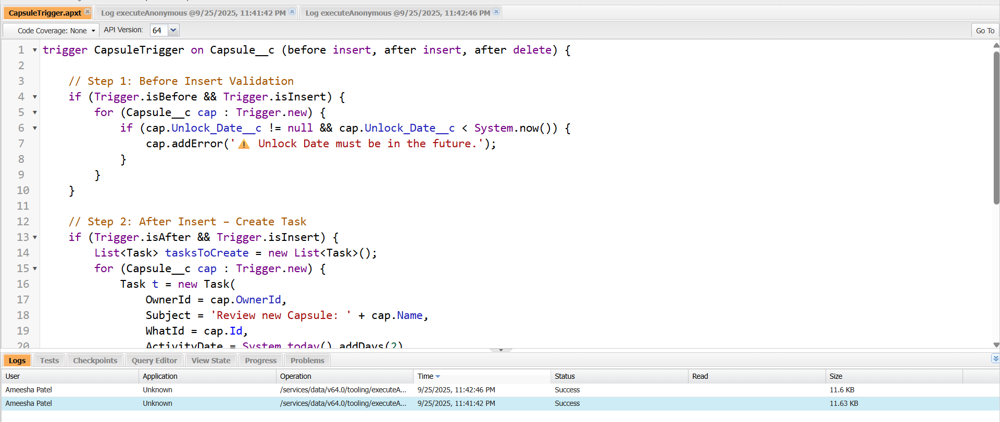 CapsuleTrigger.apxt Log executeAnonymous @9/25/2025, 11:41:42 PM Log executeAnonymous @9/25/2025, 11:42:46 PM
Code Coverage: None API Version: 64 Go To
1 trigger CapsuleTrigger on Capsule__c (before insert, after insert, after delete) {
2
3 // Step 1: Before Insert Validation
4 if (Trigger.isBefore && Trigger.isInsert) {
5 for (Capsule__c cap : Trigger.new) {
6 if (cap.Unlock_Date__c != null && cap.Unlock_Date__c < System.now()) {
7 cap.addError('⚠️ Unlock Date must be in the future.');
8 }
9 }
10 }
11
12 // Step 2: After Insert – Create Task
13 if (Trigger.isAfter && Trigger.isInsert) {
14 List<Task> tasksToCreate = new List<Task>();
15 for (Capsule__c cap : Trigger.new) {
16 Task t = new Task(
17 OwnerId = cap.OwnerId,
18 Subject = 'Review new Capsule: ' + cap.Name,
19 WhatId = cap.Id,
20 ActivityDate = System.today().addDays(2)
Logs Tests Checkpoints Query Editor View State Progress Problems
User Application Operation Time Status Read Size
Ameesha Patel Unknown /services/data/v64.0/tooling/executeA... 9/25/2025, 11:42:46 PM Success 11.6 KB
Ameesha Patel Unknown /services/data/v64.0/tooling/executeA... 9/25/2025, 11:41:42 PM Success 11.63 KB